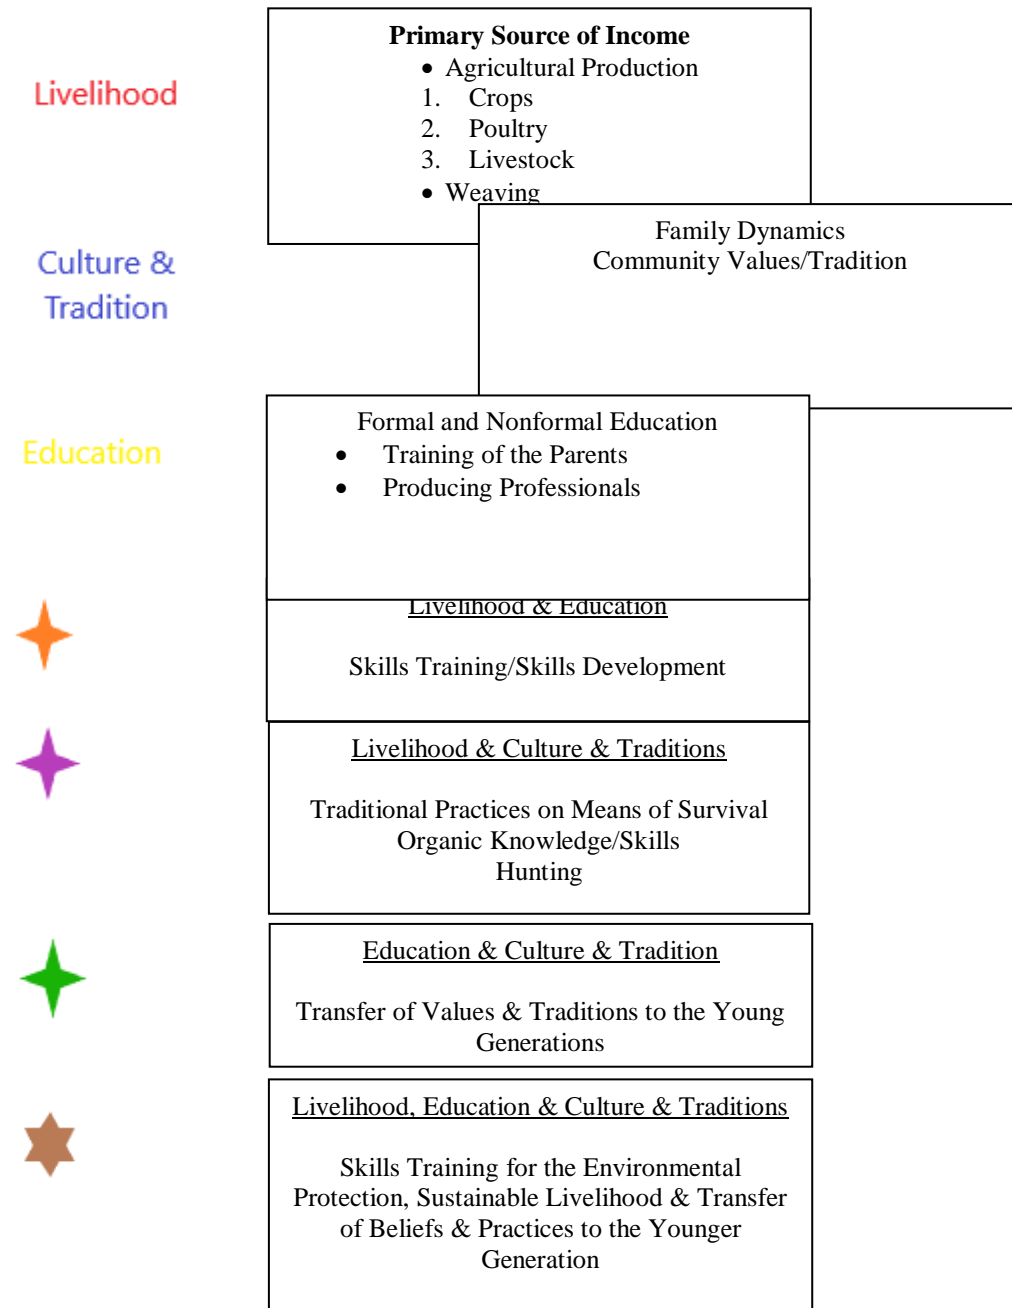 Livelihood
Primary Source of Income
• Agricultural Production
1. Crops
2. Poultry
3. Livestock
• Weaving
Culture &
Tradition
Family Dynamics
Community Values/Tradition
Education
Formal and Nonformal Education
• Training of the Parents
• Producing Professionals
Livelihood & Education
Skills Training/Skills Development
Livelihood & Culture & Traditions
Traditional Practices on Means of Survival
Organic Knowledge/Skills
Hunting
Education & Culture & Tradition
Transfer of Values & Traditions to the Young
Generations
Livelihood, Education & Culture & Traditions
Skills Training for the Environmental
Protection, Sustainable Livelihood & Transfer
of Beliefs & Practices to the Younger
Generation